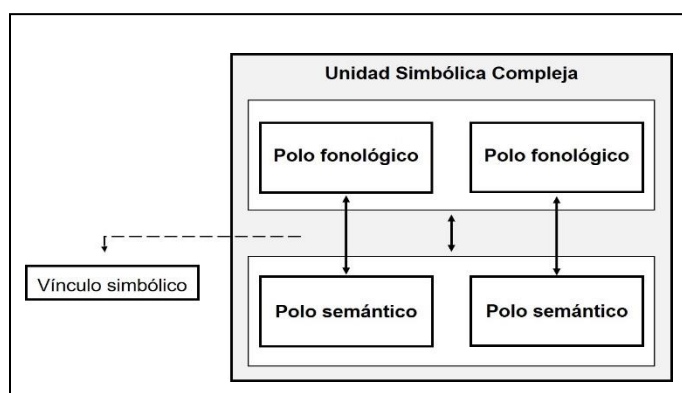 Unidad Simbólica Compleja
Polo fonológico
Polo fonológico
Vínculo simbólico
Polo semántico
Polo semántico